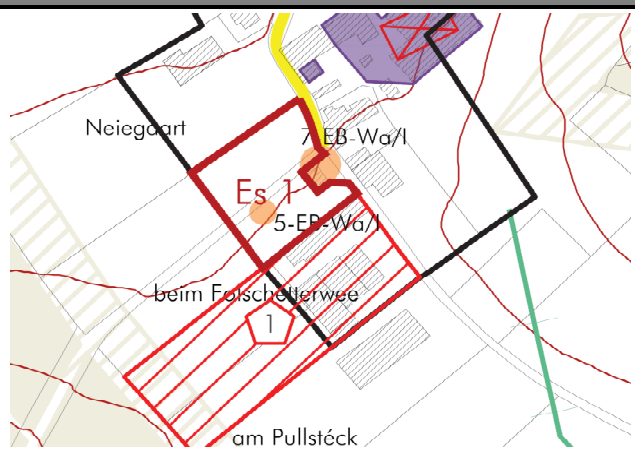 Neiegaart
7-EB-Wa/I
Es 1
5-EB-Wa/I
beim Folschetterwee
1
am Pullstéck